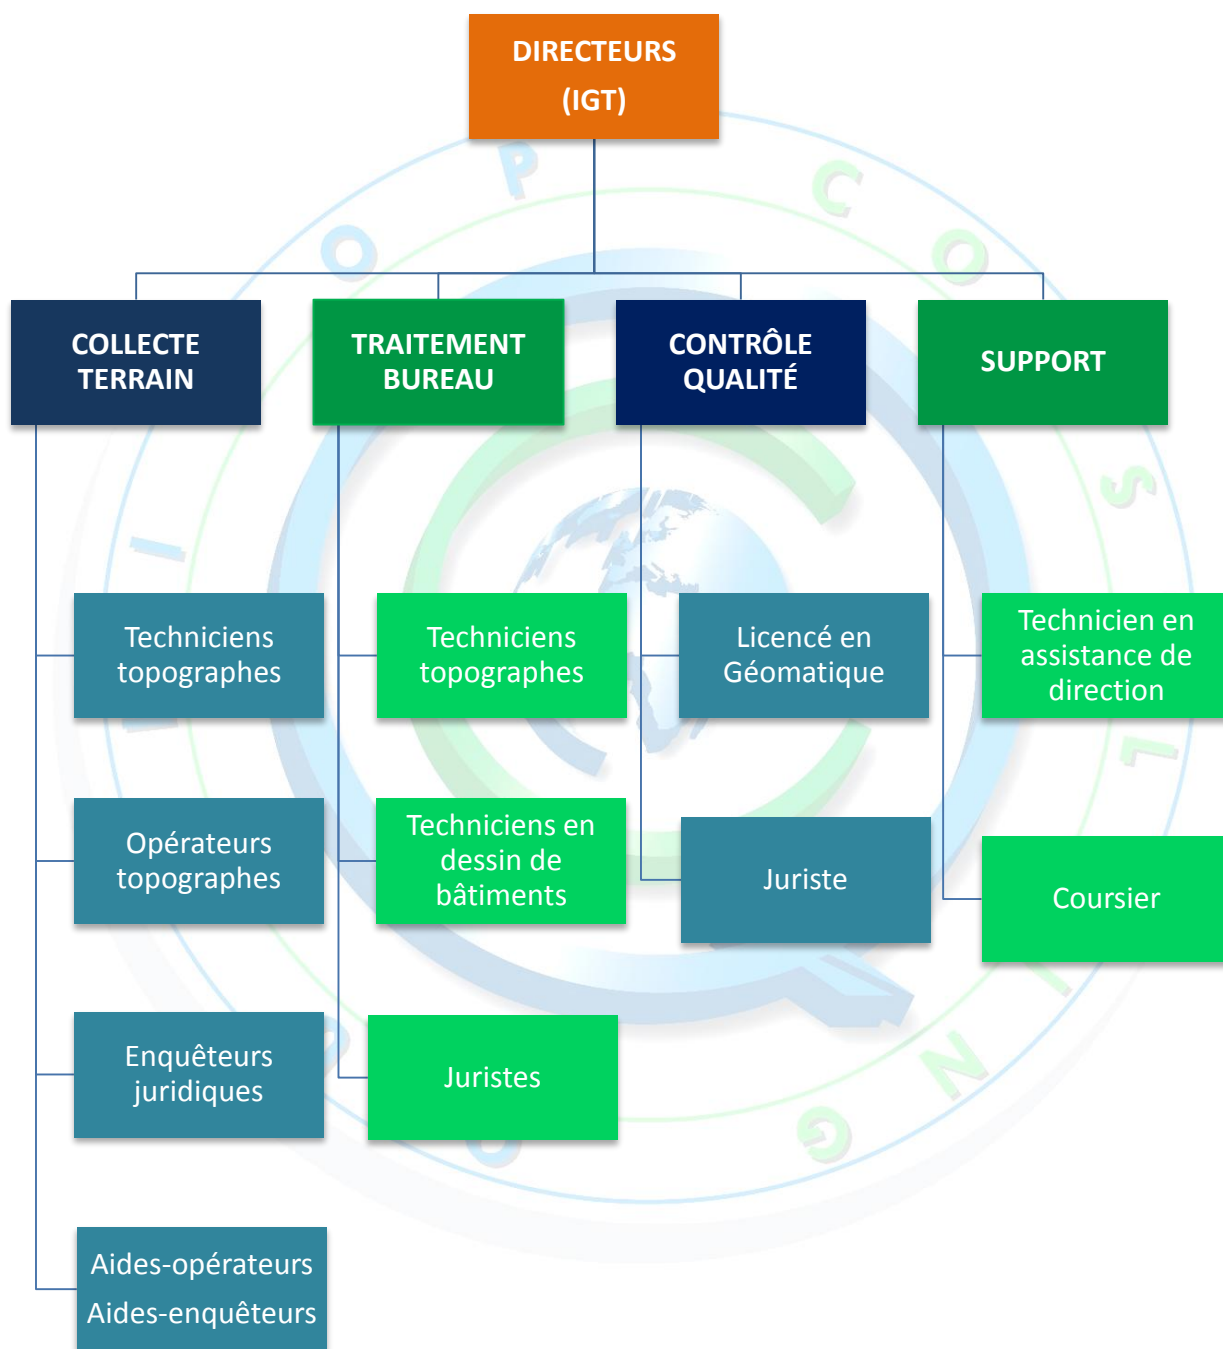 DIRECTEURS
(IGT)
COLLECTE
TERRAIN
TRAITEMENT
BUREAU
CONTRÔLE
QUALITÉ
SUPPORT
Techniciens
topographes
Techniciens
topographes
Licencé en
Géomatique
Technicien en
assistance de
direction
Opérateurs
topographes
Techniciens en
dessin de
bâtiments
Juriste
Coursier
Enquêteurs
juridiques
Juristes
Aides-opérateurs
Aides-enquêteurs